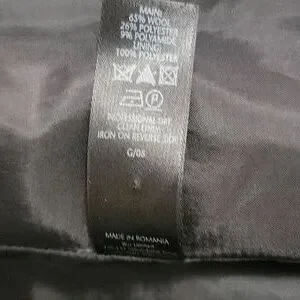 MAIN:
65% WOOL
26% POLYESTER
9% POLYAMIDE
LINING:
100% POLYESTER
P
PROFESSIONAL DRY
CLEAN ONLY
IRON ON REVERSE SIDE
G/05
MADE IN ROMANIA